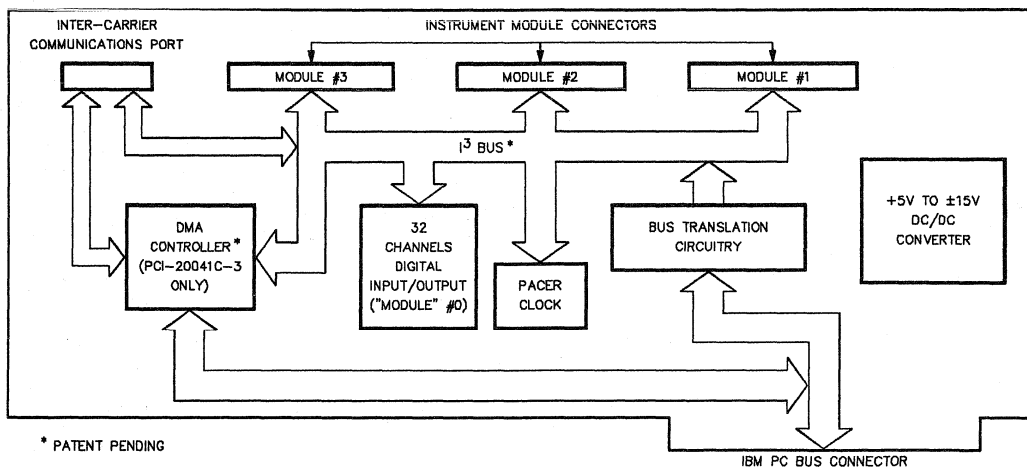 INTER-CARRIER
COMMUNICATIONS PORT
INSTRUMENT MODULE CONNECTORS
MODULE #3
MODULE #2
MODULE #1
I³ BUS*
DMA
CONTROLLER*
(PCI-20041C-3
ONLY)
32
CHANNELS
DIGITAL
INPUT/OUTPUT
("MODULE" #0)
PACER
CLOCK
BUS TRANSLATION
CIRCUITRY
+5V TO ±15V
DC/DC
CONVERTER
* PATENT PENDING
IBM PC BUS CONNECTOR